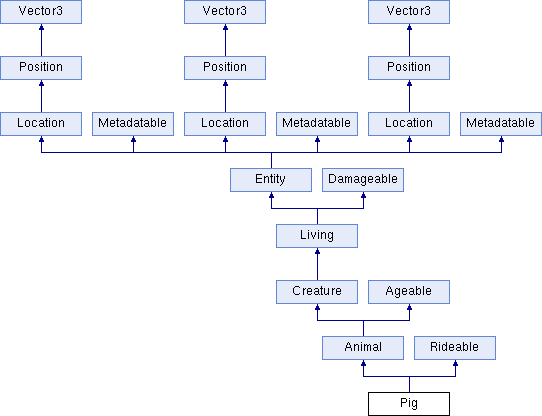 Vector3 Vector3 Vector3
Position Position Position
Location Metadatable Location Metadatable Location Metadatable
Entity Damageable
Living
Creature Ageable
Animal Rideable
Pig